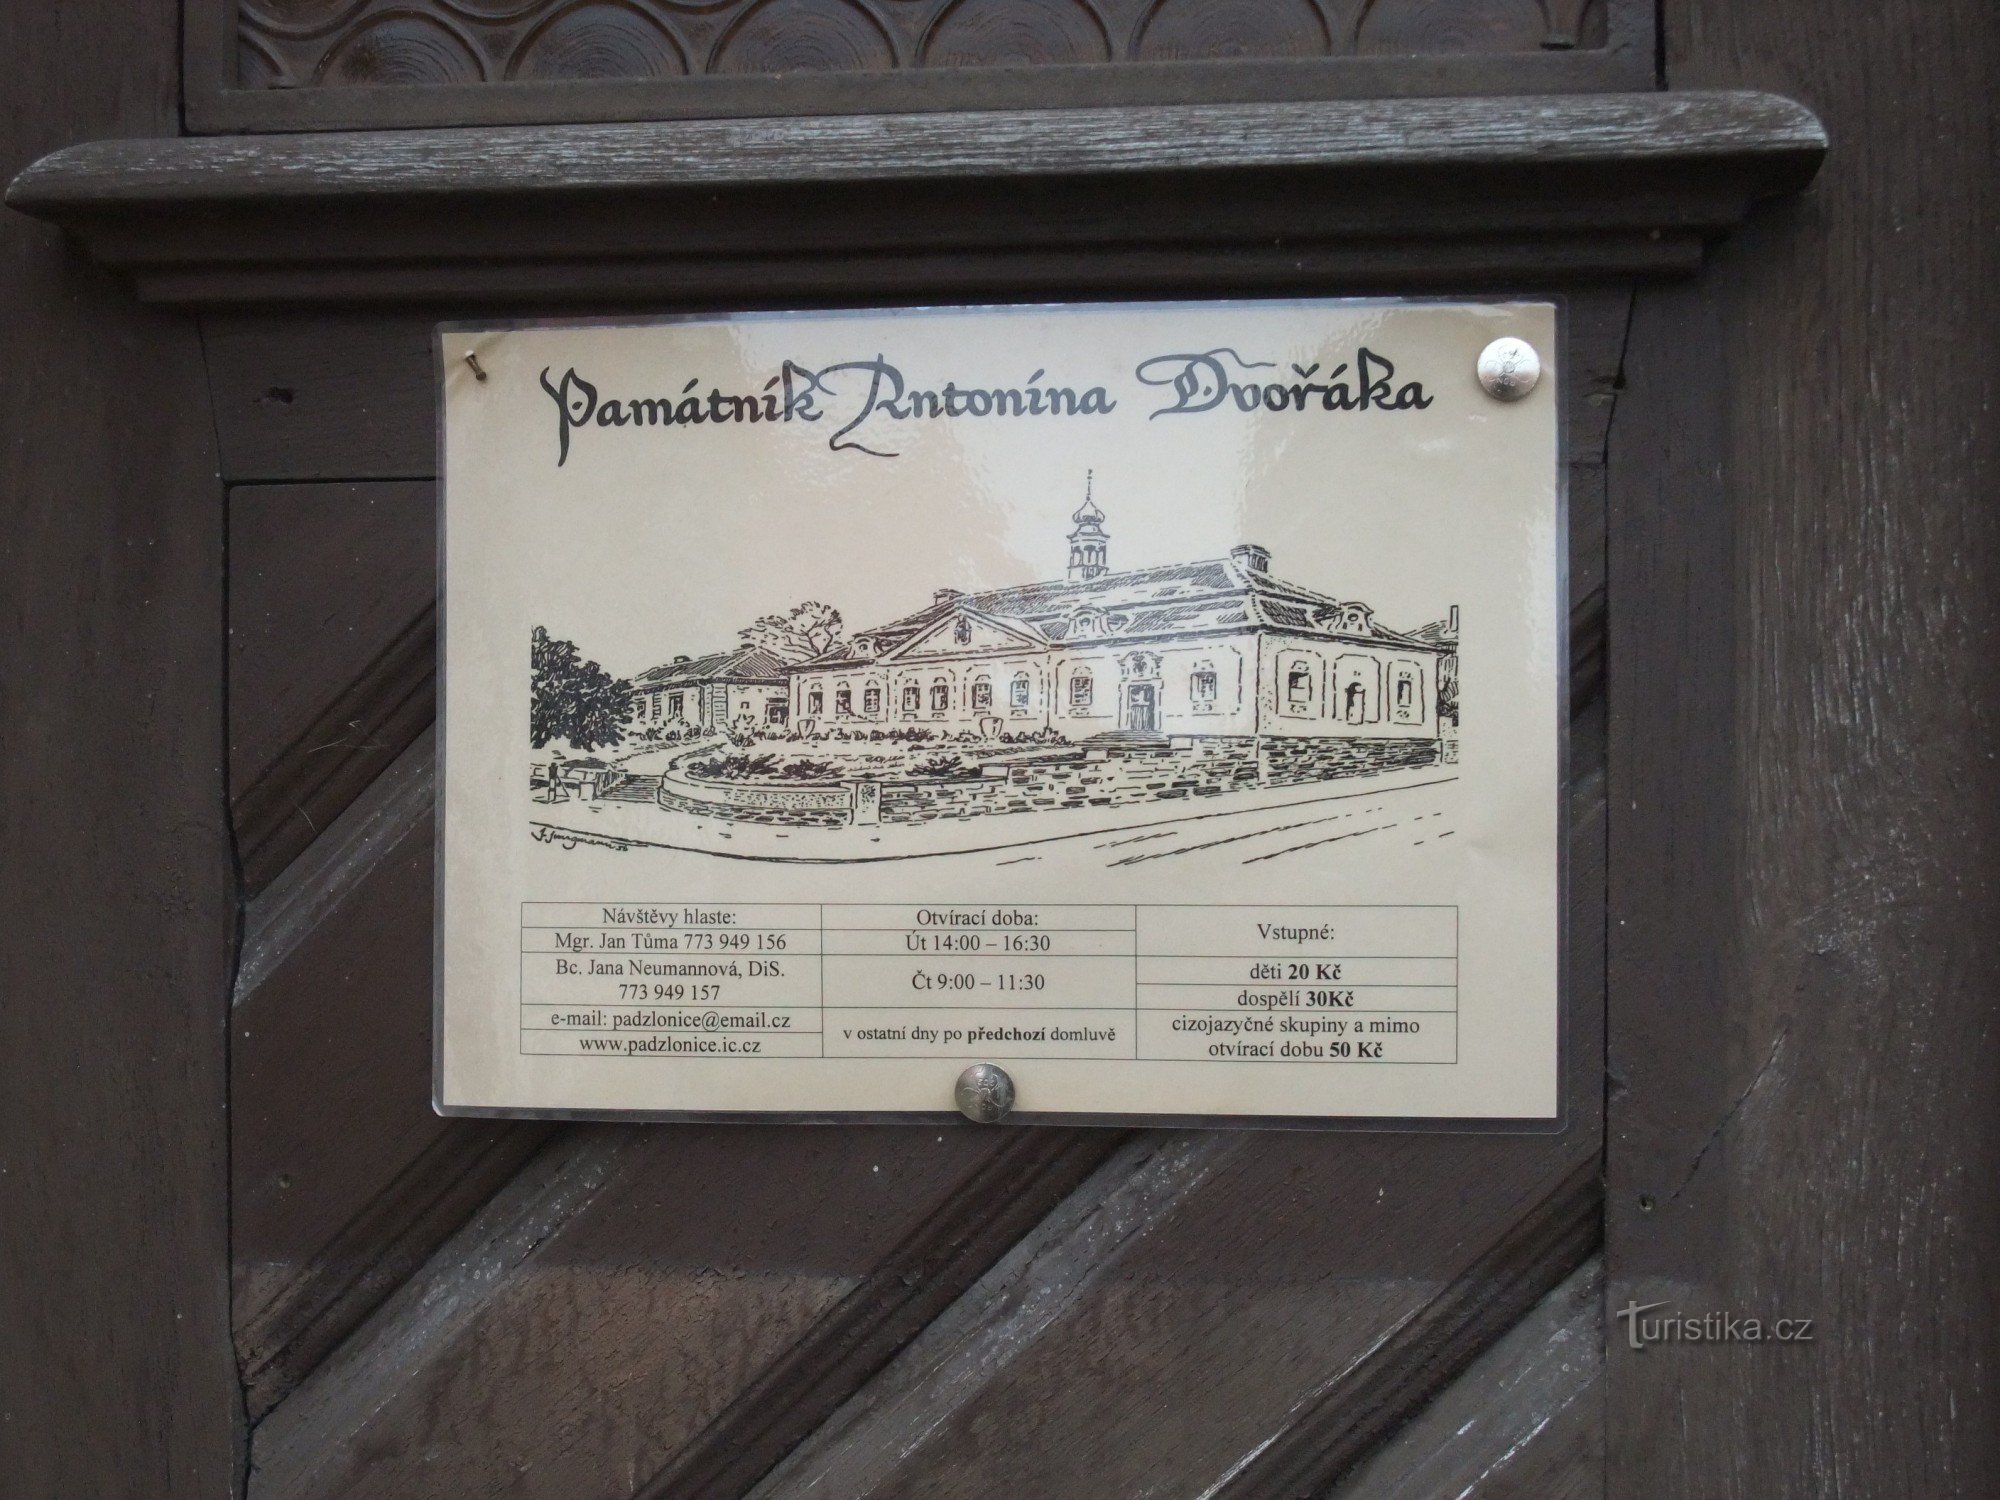 Památník Antonína Dvořáka
Návštěvy hlaste:
Mgr. Jan Tůma 773 949 156
Bc. Jana Neumannová, DiS.
773 949 157
e-mail: padzlonice@email.cz
www.padzlonice.ic.cz
Otvírací doba:
Út 14:00 – 16:30
Čt 9:00 – 11:30
v ostatní dny po předchozí domluvě
Vstupné:
děti 20 Kč
dospělí 30Kč
cizojazyčné skupiny a mimo
otvírací dobu 50 Kč
Turistika.cz